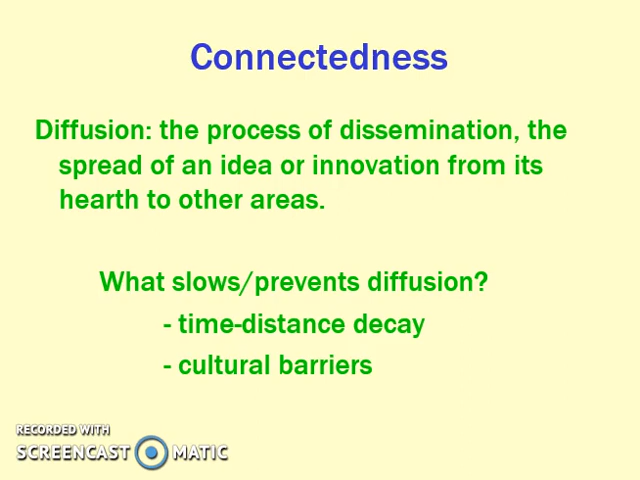 Connectedness
Diffusion: the process of dissemination, the
spread of an idea or innovation from its
hearth to other areas.
What slows/prevents diffusion?
- time-distance decay
- cultural barriers
RECORDED WITH
SCREENCAST MATIC